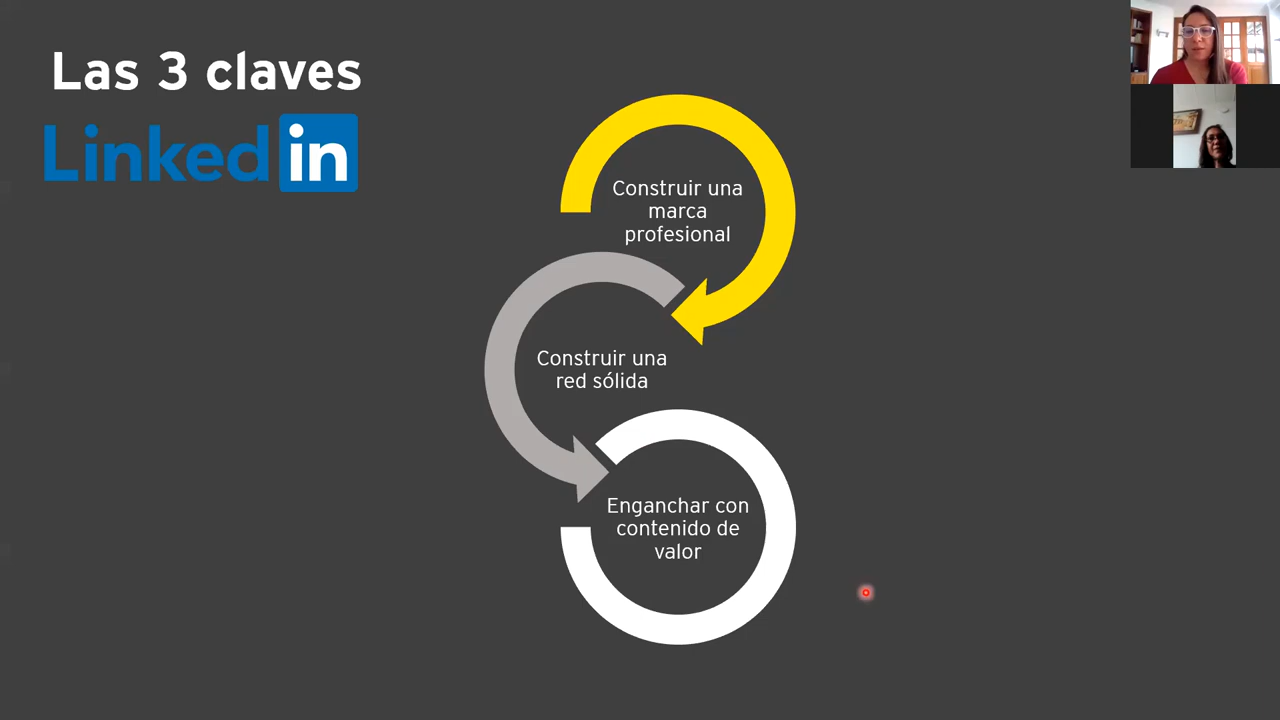 Las 3 claves
Linkedin
Construir una
marca
profesional
Construir una
red sólida
Enganchar con
contenido de
valor